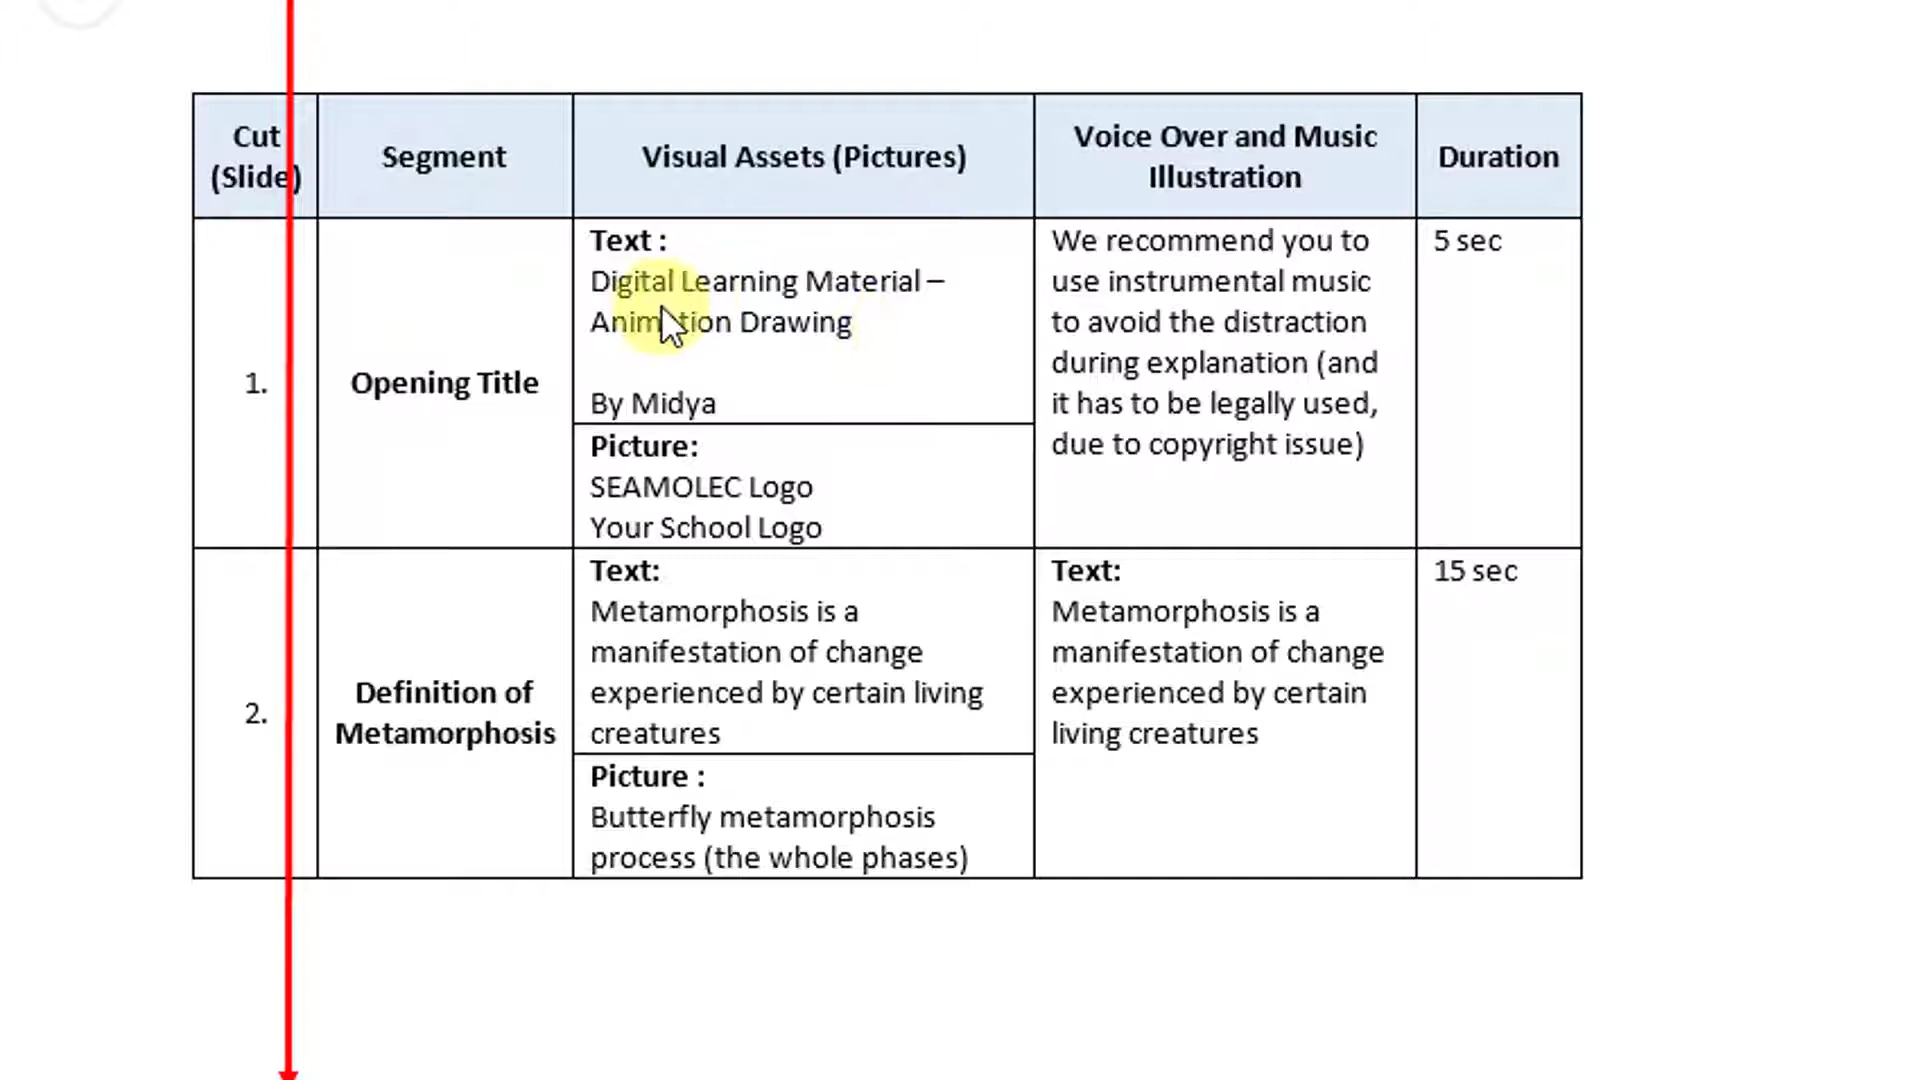 Cut
(Slide)
Segment
Visual Assets (Pictures)
Voice Over and Music
Illustration
Duration
1.
Opening Title
Text :
Digital Learning Material –
Animation Drawing
By Midya
Picture:
SEAMOLEC Logo
Your School Logo
We recommend you to
use instrumental music
to avoid the distraction
during explanation (and
it has to be legally used,
due to copyright issue)
5 sec
2.
Definition of
Metamorphosis
Text:
Metamorphosis is a
manifestation of change
experienced by certain living
creatures
Picture :
Butterfly metamorphosis
process (the whole phases)
Text:
Metamorphosis is a
manifestation of change
experienced by certain
living creatures
15 sec